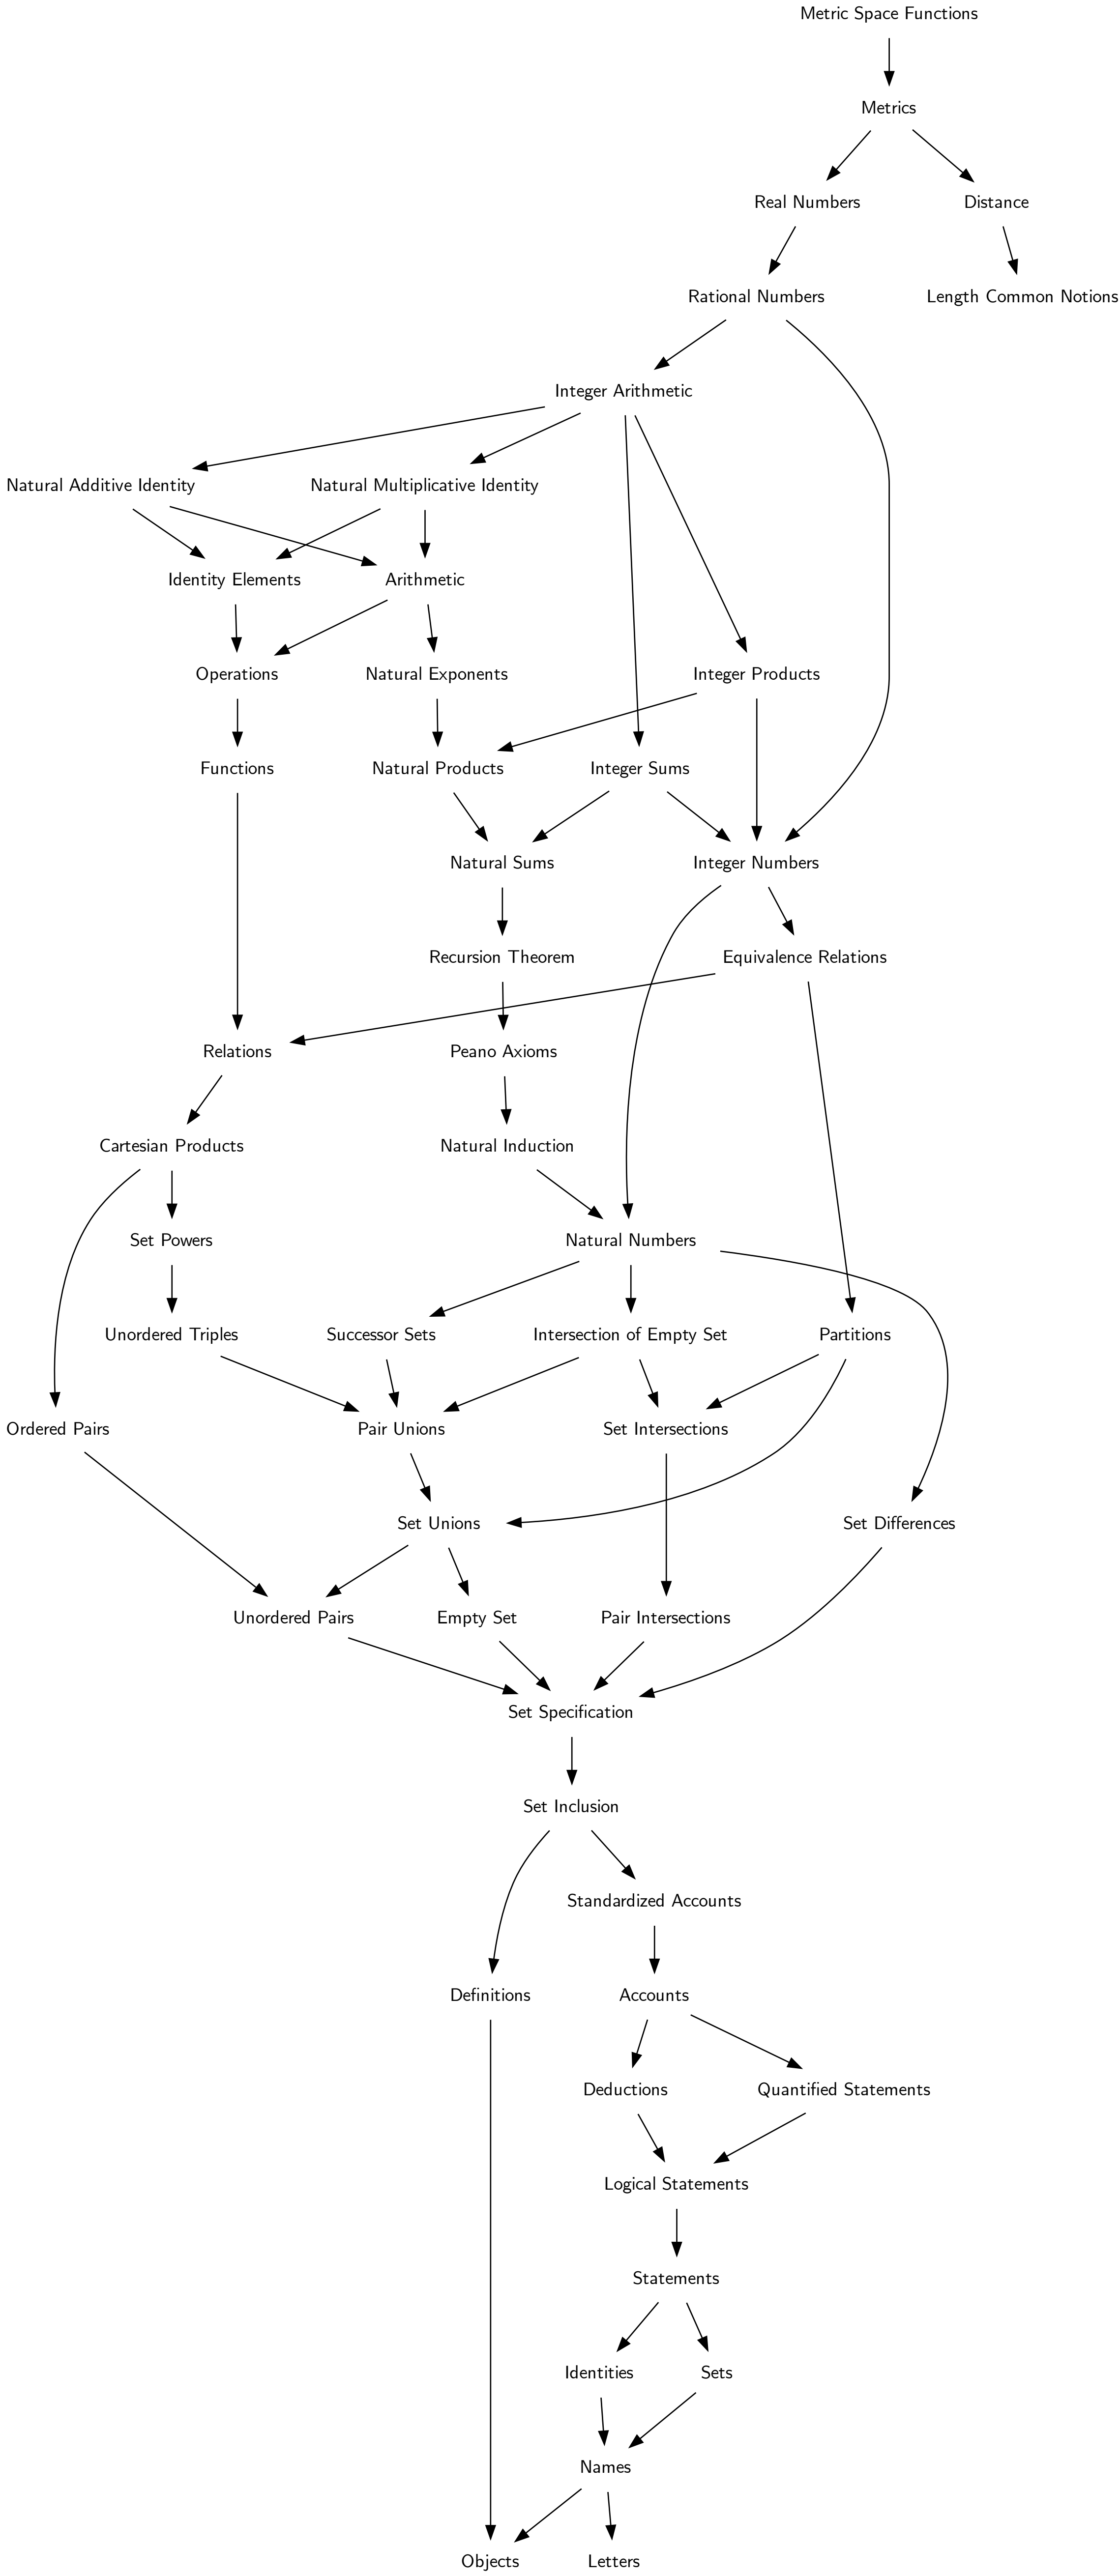 Metric Space Functions
Metrics
Real Numbers
Distance
Rational Numbers
Length Common Notions
Integer Arithmetic
Natural Additive Identity
Natural Multiplicative Identity
Identity Elements
Arithmetic
Operations
Natural Exponents
Integer Products
Functions
Natural Products
Integer Sums
Natural Sums
Integer Numbers
Recursion Theorem
Equivalence Relations
Relations
Peano Axioms
Cartesian Products
Natural Induction
Set Powers
Natural Numbers
Unordered Triples
Successor Sets
Intersection of Empty Set
Partitions
Ordered Pairs
Pair Unions
Set Intersections
Set Unions
Set Differences
Unordered Pairs
Empty Set
Pair Intersections
Set Specification
Set Inclusion
Standardized Accounts
Definitions
Accounts
Deductions
Quantified Statements
Logical Statements
Statements
Identities
Sets
Names
Objects
Letters